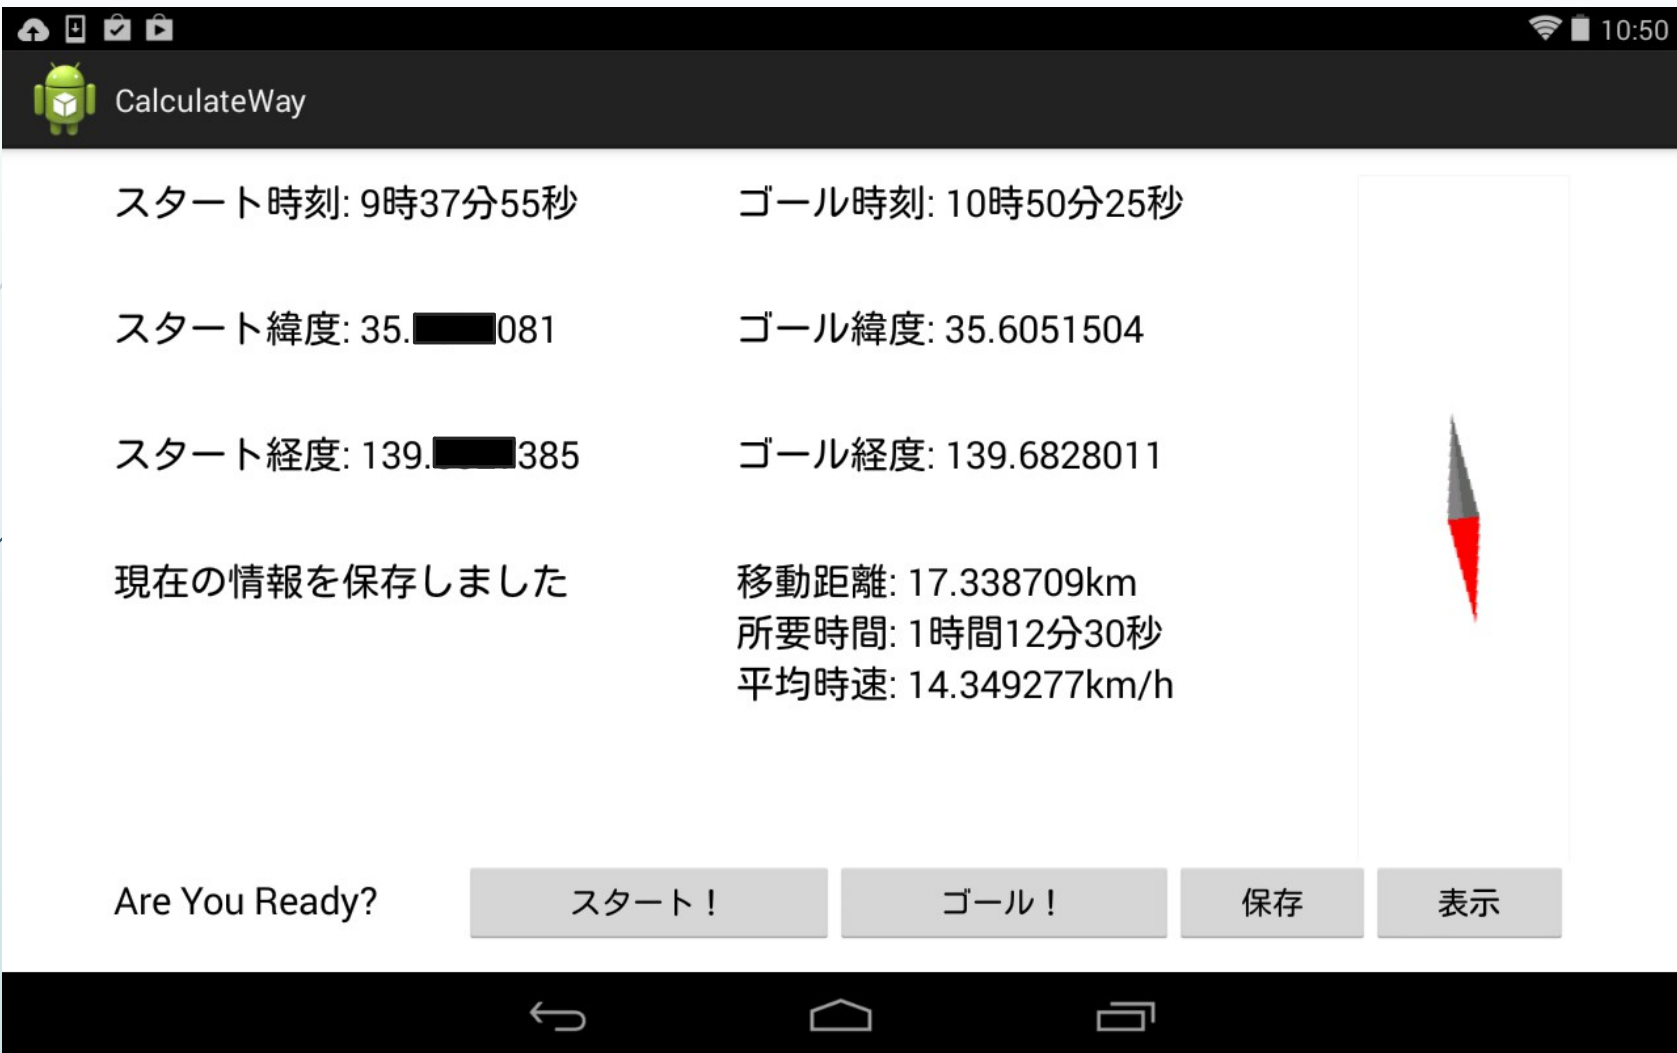 10:50
CalculateWay
スタート時刻: 9時37分55秒
ゴール時刻: 10時50分25秒
スタート緯度: 35.081
ゴール緯度: 35.6051504
スタート経度: 139.385
ゴール経度: 139.6828011
現在の情報を保存しました
移動距離: 17.338709km
所要時間: 1時間12分30秒
平均時速: 14.349277km/h
Are You Ready?
スタート！
ゴール！
保存
表示